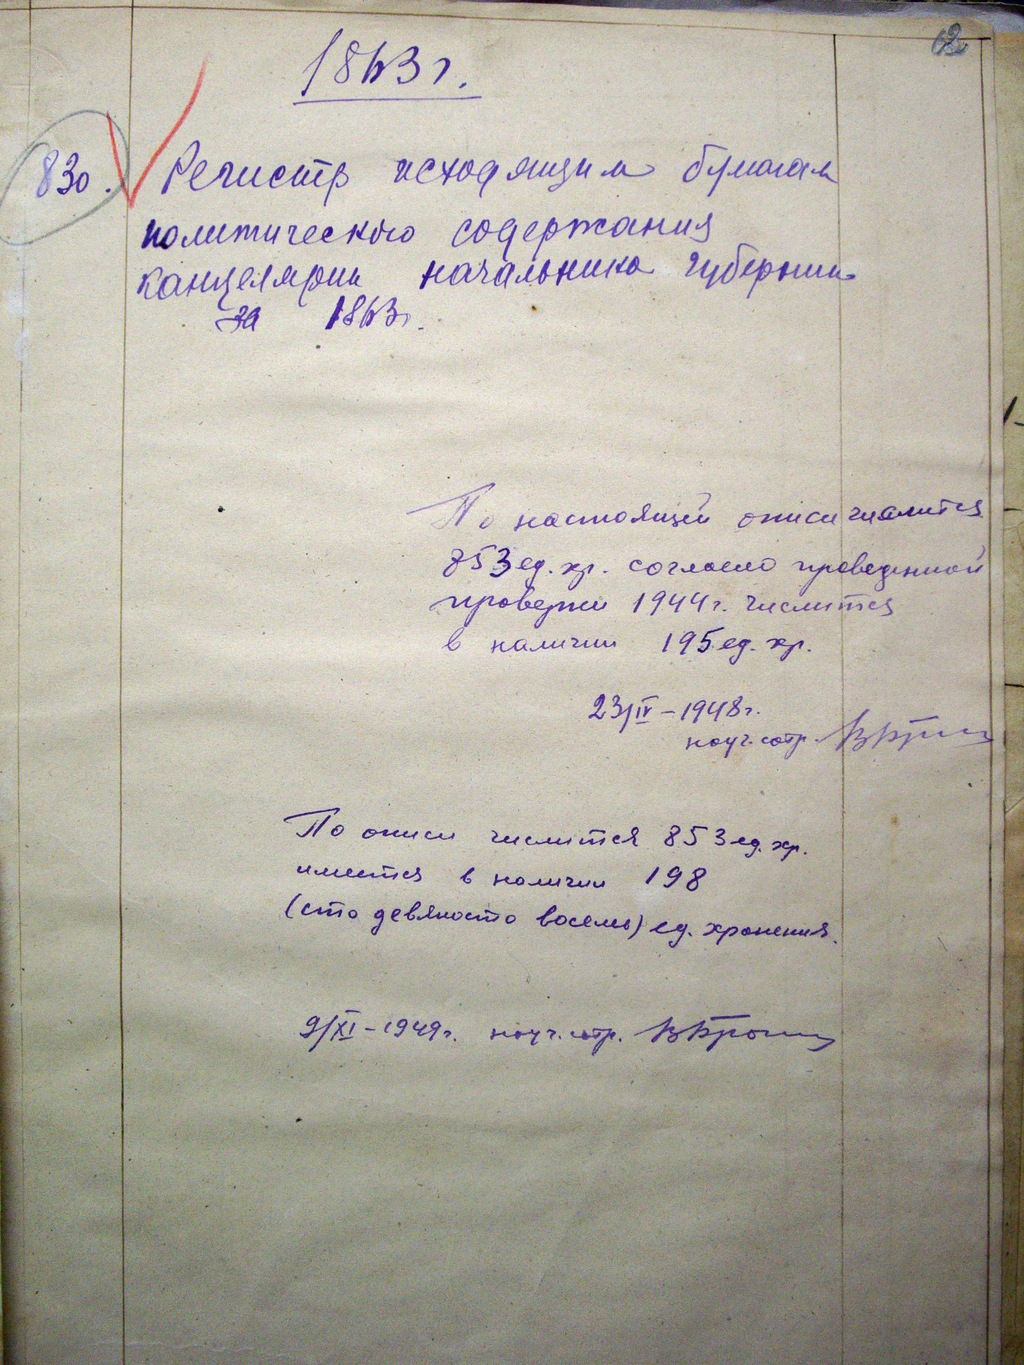 62
1863 г.
830. Регистр исходящим бумагам
политического содержания
канцелярии начальника губернии
за 1863 г.
По настоящей описи числится
853 ед. хр. согласно проведенной
проверки 1944 г. числится
в наличии 195 ед. хр.
23/IV – 1948 г.
науч. сотр.
По описи числится 853 ед. хр.
имеется в наличии 198
(сто девяносто восемь) ед. хранения.
9/XI – 1949 г. науч. сотр.